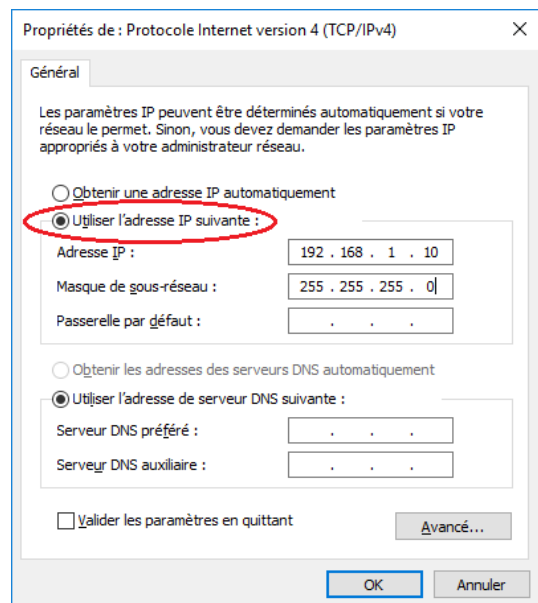 Propriétés de : Protocole Internet version 4 (TCP/IPv4)
Général
Les paramètres IP peuvent être déterminés automatiquement si votre
réseau le permet. Sinon, vous devez demander les paramètres IP
appropriés à votre administrateur réseau.
Obtenir une adresse IP automatiquement
Utiliser l'adresse IP suivante :
Adresse IP : 192 . 168 . 1 . 10
Masque de sous-réseau : 255 . 255 . 255 . 0
Passerelle par défaut : . . .
Obtenir les adresses des serveurs DNS automatiquement
Utiliser l'adresse de serveur DNS suivante :
Serveur DNS préféré : . . .
Serveur DNS auxiliaire : . . .
Valider les paramètres en quittant
Avancé...
OK Annuler